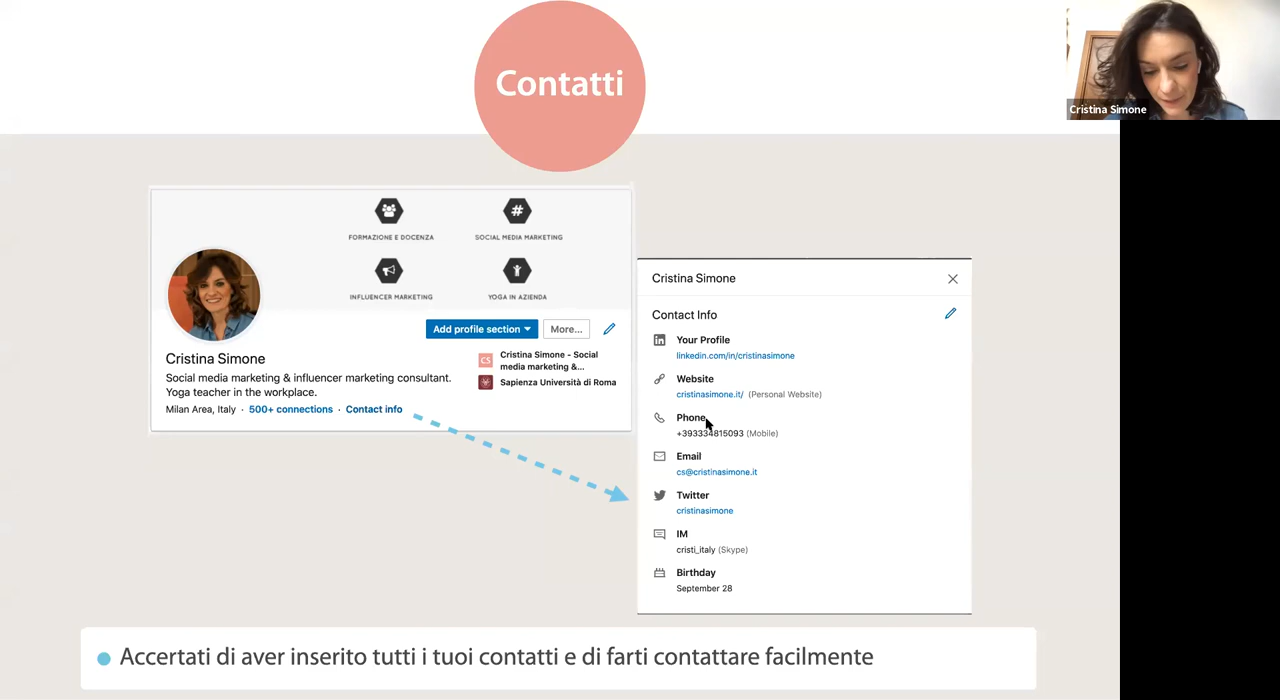 Contatti
Cristina Simone
FORMAZIONE E DOCENZA
SOCIAL MEDIA MARKETING
INFLUENCER MARKETING
YOGA IN AZIENDA
Add profile section
More...
Cristina Simone
Social media marketing & influencer marketing consultant.
Yoga teacher in the workplace.
Milan Area, Italy · 500+ connections · Contact info
CS
Cristina Simone - Social
media marketing &...
Sapienza Università di Roma
Cristina Simone
Contact Info
Your Profile
linkedin.com/in/cristinasimone
Website
cristinasimone.it/ (Personal Website)
Phone
+393334815093 (Mobile)
Email
cs@cristinasimone.it
Twitter
cristinasimone
IM
cristi_italy (Skype)
Birthday
September 28
Accertati di aver inserito tutti i tuoi contatti e di farti contattare facilmente